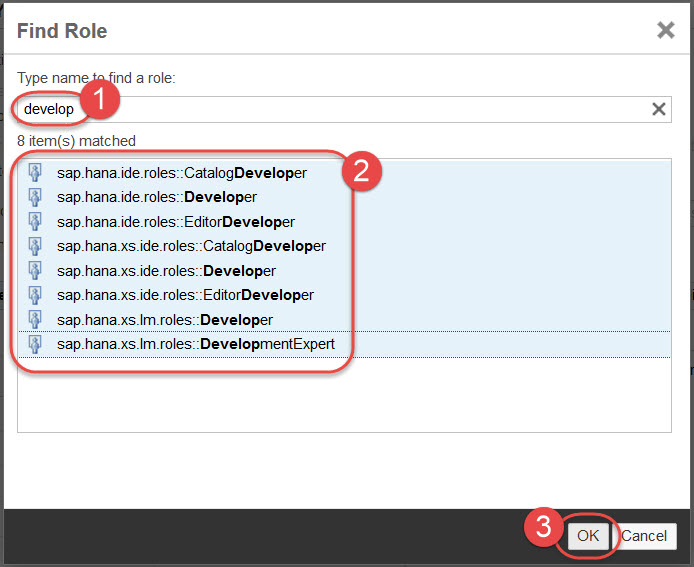 Find Role
Type name to find a role:
develop
1
8 item(s) matched
2
sap.hana.ide.roles::CatalogDeveloper
sap.hana.ide.roles::Developer
sap.hana.ide.roles::EditorDeveloper
sap.hana.xs.ide.roles::CatalogDeveloper
sap.hana.xs.ide.roles::Developer
sap.hana.xs.ide.roles::EditorDeveloper
sap.hana.xs.lm.roles::Developer
sap.hana.xs.lm.roles::DevelopmentExpert
3
OK Cancel